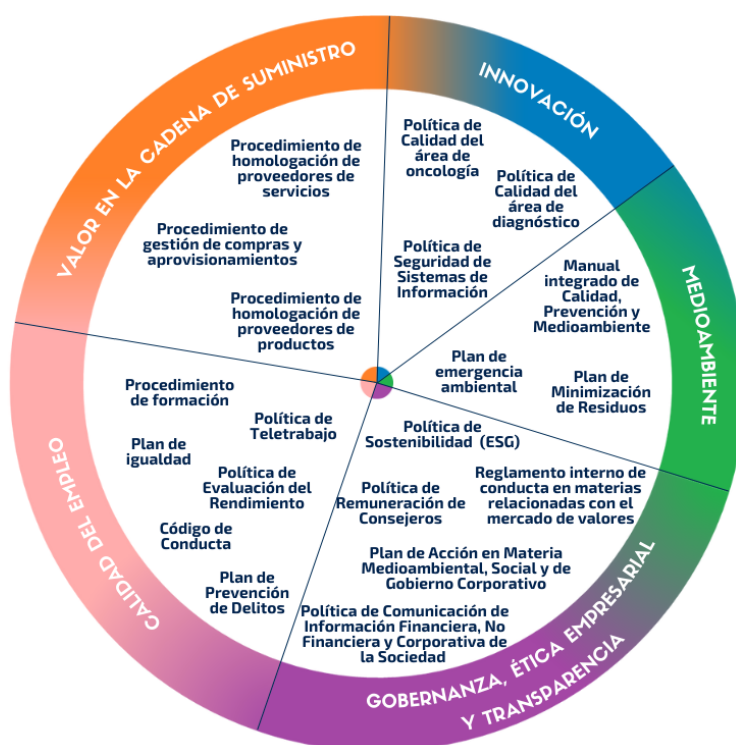 VALOR EN LA CADENA DE SUMINISTRO
Procedimiento de
homologación de
proveedores de
servicios
Procedimiento de
gestión de compras y
aprovisionamientos
Procedimiento de
homologación de
proveedores de
productos
INNOVACIÓN
Política de
Calidad del
área de
oncología
Política de
Calidad del
área de
diagnóstico
Política de
Seguridad de
Sistemas de
Información
MEDIOAMBIENTE
Manual
integrado de
Calidad,
Prevención y
Medioambiente
Plan de
emergencia
ambiental
Plan de
Minimización
de Residuos
GOBERNANZA, ÉTICA EMPRESARIAL
Y TRANSPARENCIA
Política de
Sostenibilidad (ESG)
Reglamento interno de
conducta en materias
relacionadas con el
mercado de valores
Política de
Remuneración de
Consejeros
Plan de Acción en Materia
Medioambiental, Social y de
Gobierno Corporativo
Política de Comunicación de
Información Financiera, No
Financiera y Corporativa de
la Sociedad
CALIDAD DEL EMPLEO
Procedimiento
de formación
Política de
Teletrabajo
Plan de
igualdad
Política de
Evaluación del
Rendimiento
Código de
Conducta
Plan de
Prevención
de Delitos